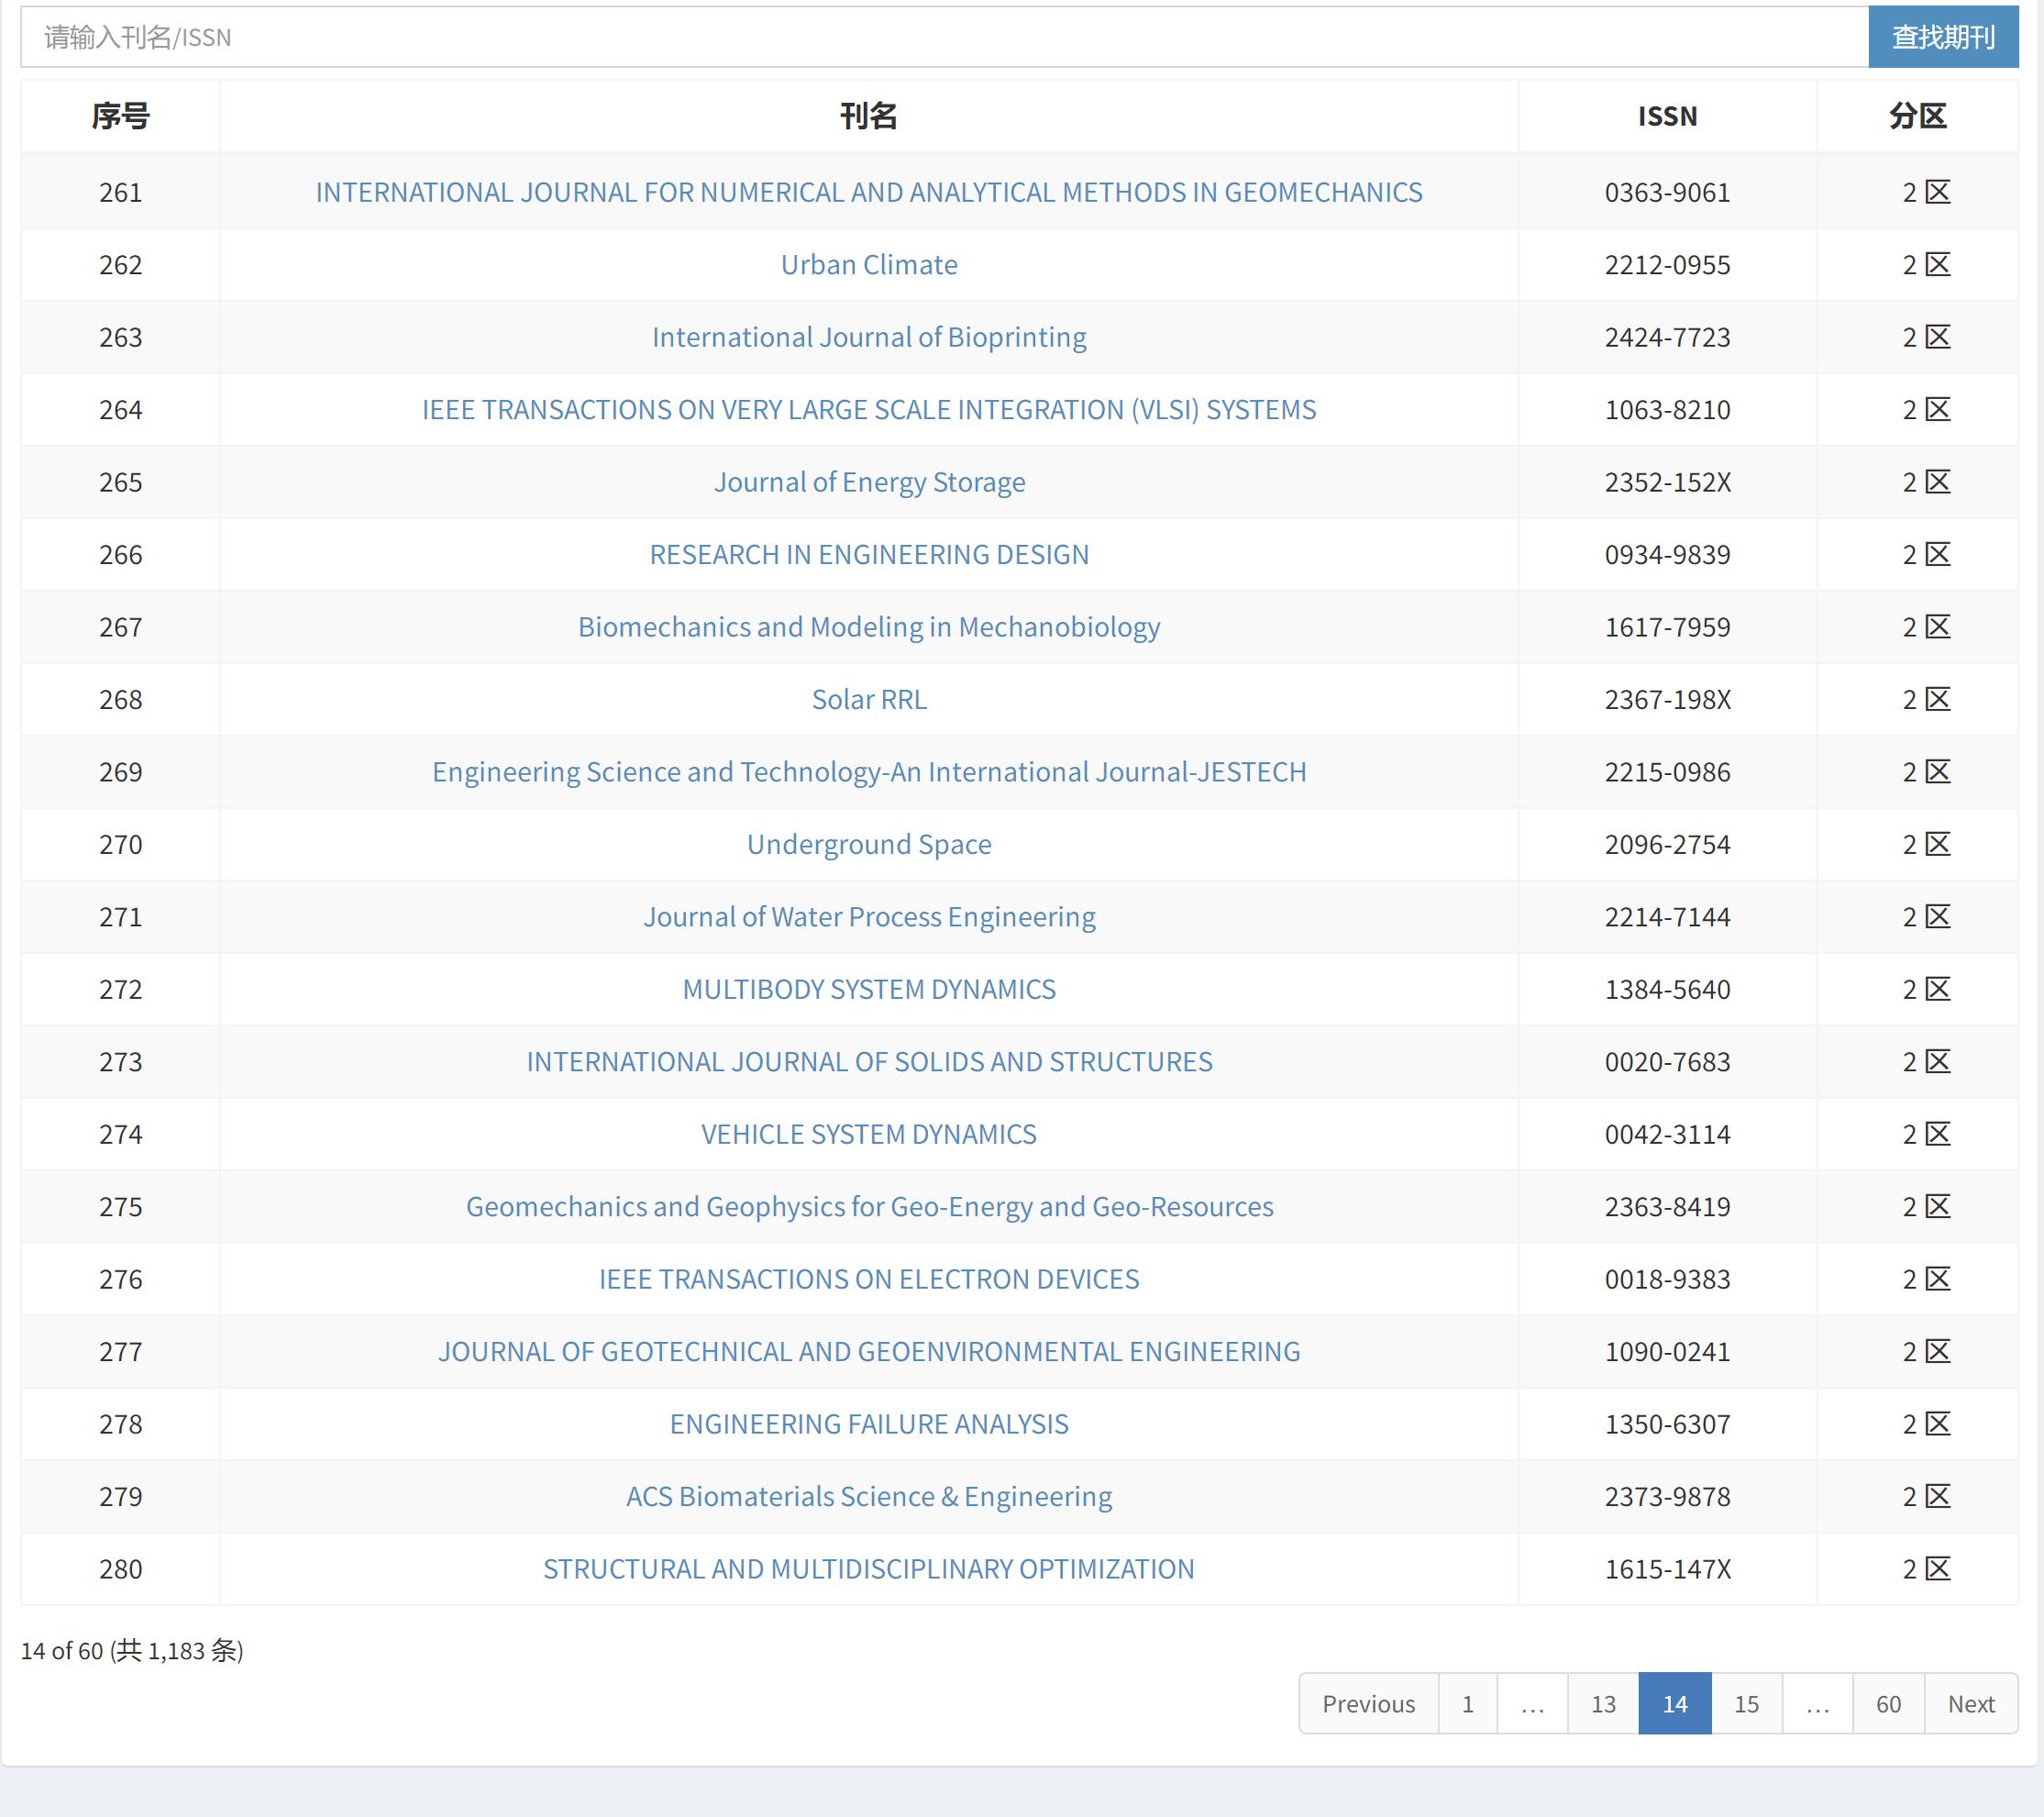 请输入刊名/ISSN 查找期刊
序号 刊名 ISSN 分区
261 INTERNATIONAL JOURNAL FOR NUMERICAL AND ANALYTICAL METHODS IN GEOMECHANICS 0363-9061 2 区
262 Urban Climate 2212-0955 2 区
263 International Journal of Bioprinting 2424-7723 2 区
264 IEEE TRANSACTIONS ON VERY LARGE SCALE INTEGRATION (VLSI) SYSTEMS 1063-8210 2 区
265 Journal of Energy Storage 2352-152X 2 区
266 RESEARCH IN ENGINEERING DESIGN 0934-9839 2 区
267 Biomechanics and Modeling in Mechanobiology 1617-7959 2 区
268 Solar RRL 2367-198X 2 区
269 Engineering Science and Technology-An International Journal-JESTECH 2215-0986 2 区
270 Underground Space 2096-2754 2 区
271 Journal of Water Process Engineering 2214-7144 2 区
272 MULTIBODY SYSTEM DYNAMICS 1384-5640 2 区
273 INTERNATIONAL JOURNAL OF SOLIDS AND STRUCTURES 0020-7683 2 区
274 VEHICLE SYSTEM DYNAMICS 0042-3114 2 区
275 Geomechanics and Geophysics for Geo-Energy and Geo-Resources 2363-8419 2 区
276 IEEE TRANSACTIONS ON ELECTRON DEVICES 0018-9383 2 区
277 JOURNAL OF GEOTECHNICAL AND GEOENVIRONMENTAL ENGINEERING 1090-0241 2 区
278 ENGINEERING FAILURE ANALYSIS 1350-6307 2 区
279 ACS Biomaterials Science & Engineering 2373-9878 2 区
280 STRUCTURAL AND MULTIDISCIPLINARY OPTIMIZATION 1615-147X 2 区
14 of 60 (共 1,183 条)
Previous 1 … 13 14 15 … 60 Next